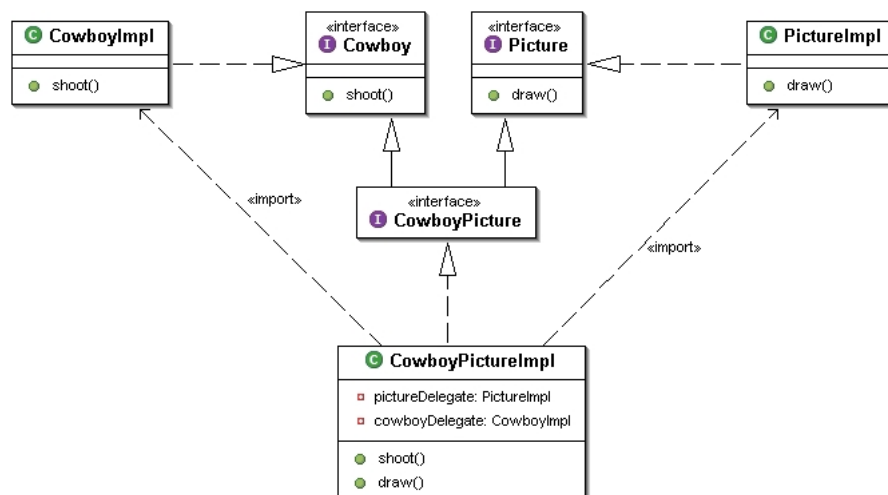 CowboyImpl
shoot()
«interface»
Cowboy
shoot()
«interface»
Picture
draw()
PictureImpl
draw()
«import»
«interface»
CowboyPicture
«import»
CowboyPictureImpl
pictureDelegate: PictureImpl
cowboyDelegate: CowboyImpl
shoot()
draw()